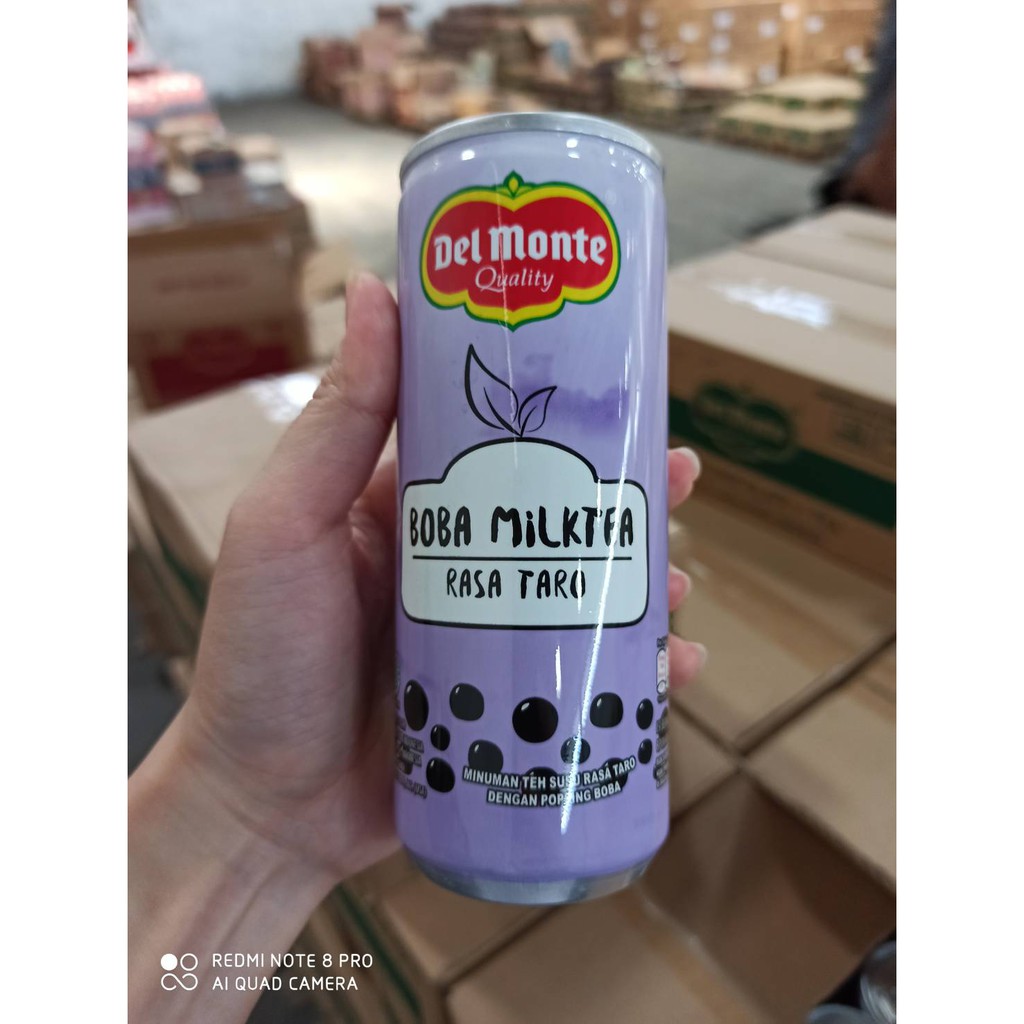 Del Monte
Quality
BOBA MiLKTEA
RASA TARO
MINUMAN TEH SUSU RASA TARO
DENGAN POPPING BOBA
REDMI NOTE 8 PRO
AI QUAD CAMERA